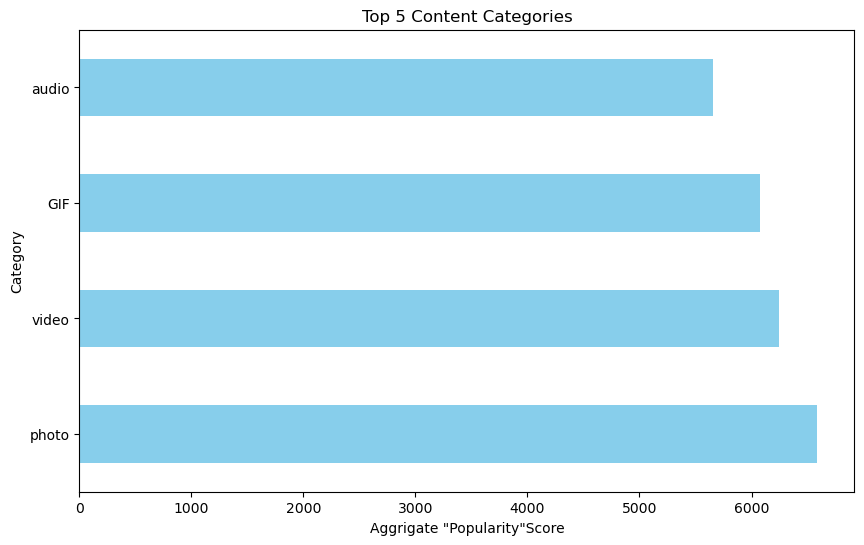 Top 5 Content Categories
Category
audio
GIF
video
photo
0 1000 2000 3000 4000 5000 6000
Aggrigate "Popularity"Score